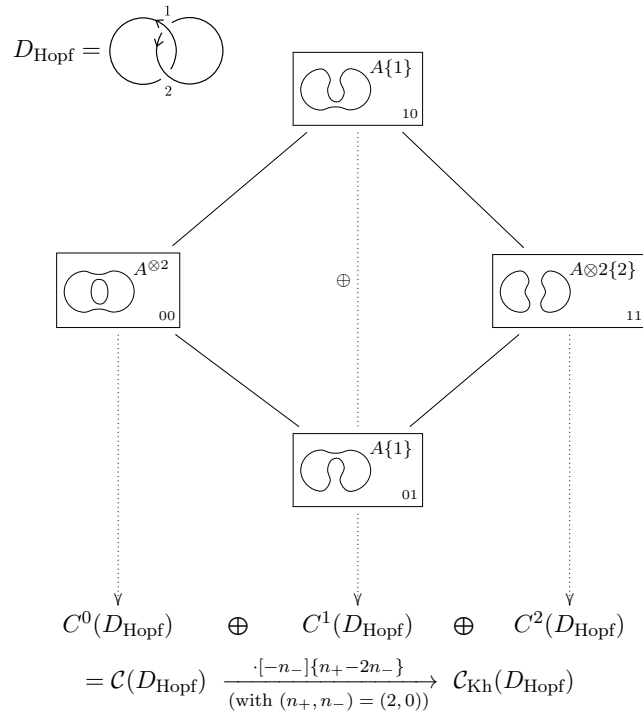 1
D_Hopf =
2
A{1}
10
A^{⊗2}
00
⊕
A⊗2{2}
11
A{1}
01
C^0(D_Hopf) ⊕ C^1(D_Hopf) ⊕ C^2(D_Hopf)
·[−n_−]{n_+−2n_−}
= 𝒞(D_Hopf) ⟶ 𝒞_Kh(D_Hopf)
(with (n_+, n_−) = (2, 0))